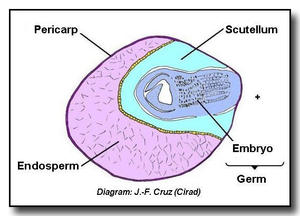 Pericarp
Scutellum
+
Endosperm
Embryo
Germ
Diagram: J.-F. Cruz (Cirad)